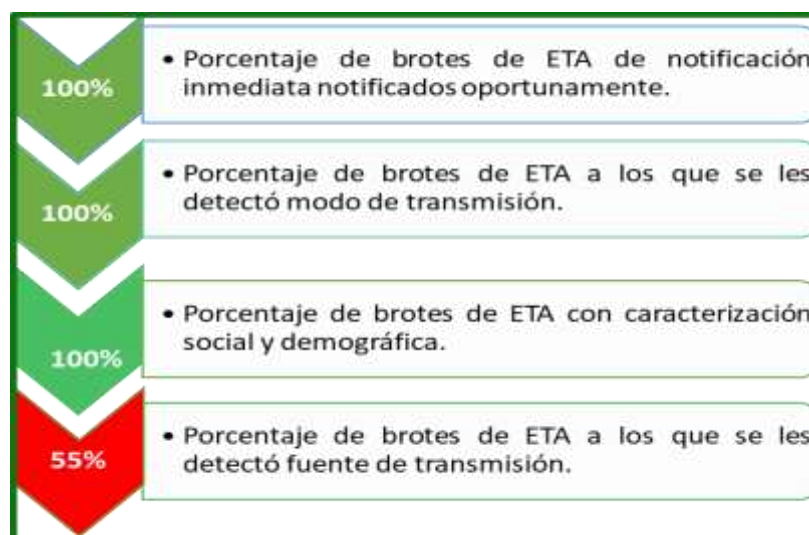 100%
• Porcentaje de brotes de ETA de notificación
inmediata notificados oportunamente.
100%
• Porcentaje de brotes de ETA a los que se les
detectó modo de transmisión.
100%
• Porcentaje de brotes de ETA con caracterización
social y demográfica.
55%
• Porcentaje de brotes de ETA a los que se les
detectó fuente de transmisión.